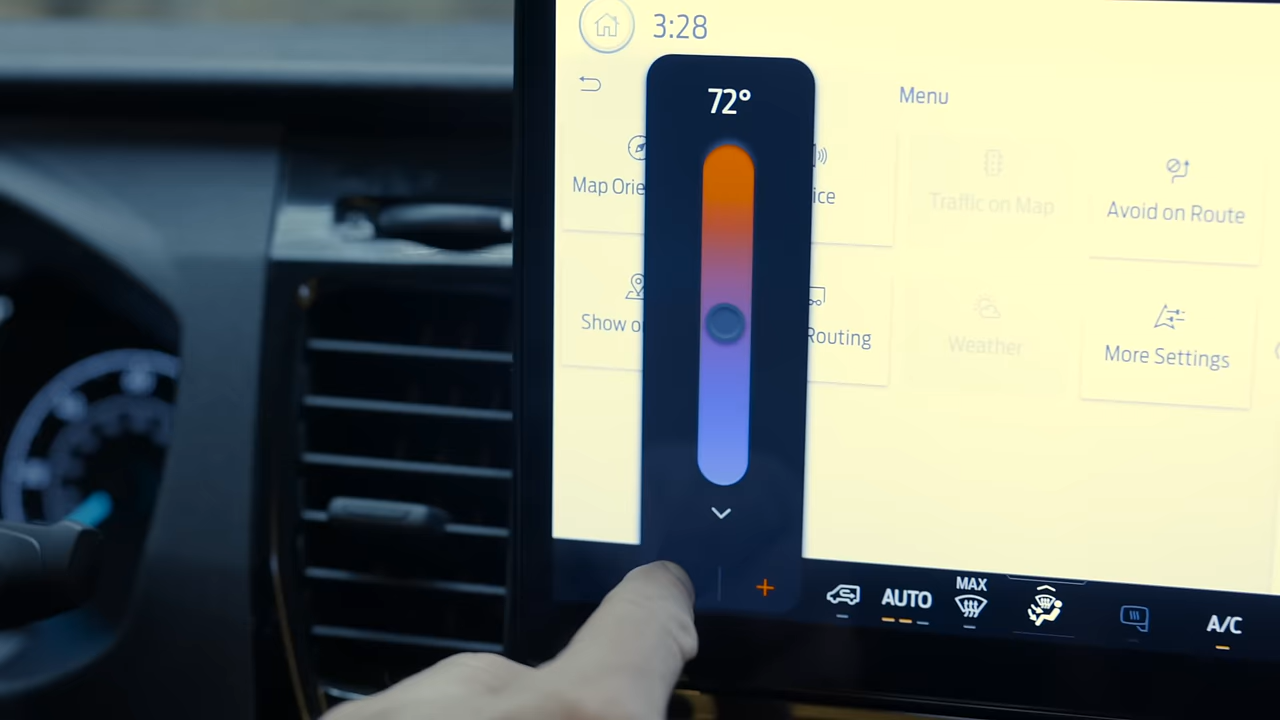 3:28
72°
Menu
Map Orie
ice
Traffic on Map
Avoid on Route
Show o
Routing
Weather
More Settings
+
AUTO
MAX
A/C